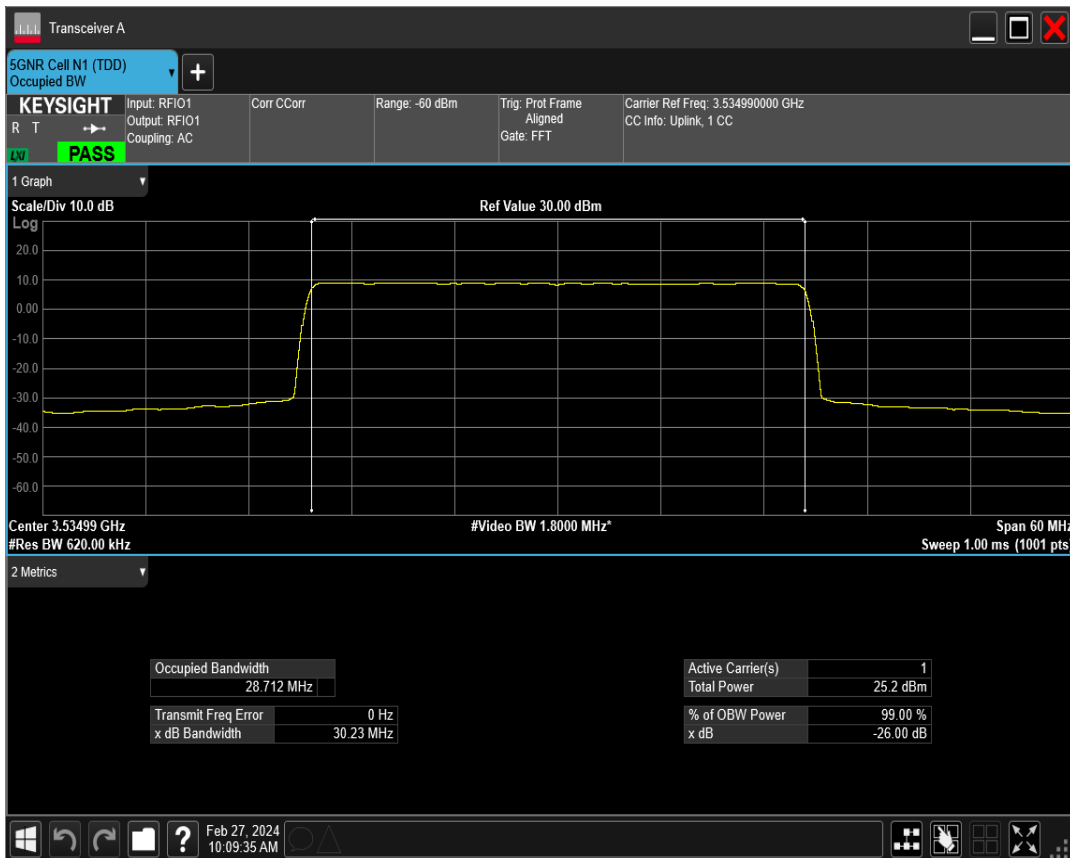 Transceiver A
5GNR Cell N1 (TDD)
Occupied BW
+
KEYSIGHT
R T
LXI
PASS
Input: RFIO1
Output: RFIO1
Coupling: AC
Corr CCorr
Range: -60 dBm
Trig: Prot Frame
Aligned
Gate: FFT
Carrier Ref Freq: 3.534990000 GHz
CC Info: Uplink, 1 CC
1 Graph
Scale/Div 10.0 dB
Ref Value 30.00 dBm
Log
20.0
10.0
0.00
-10.0
-20.0
-30.0
-40.0
-50.0
-60.0
Center 3.53499 GHz
#Video BW 1.8000 MHz*
Span 60 MHz
#Res BW 620.00 kHz
Sweep 1.00 ms (1001 pts)
2 Metrics
Occupied Bandwidth
28.712 MHz
Transmit Freq Error 0 Hz
x dB Bandwidth 30.23 MHz
Active Carrier(s) 1
Total Power 25.2 dBm
% of OBW Power 99.00 %
x dB -26.00 dB
?
Feb 27, 2024
10:09:35 AM